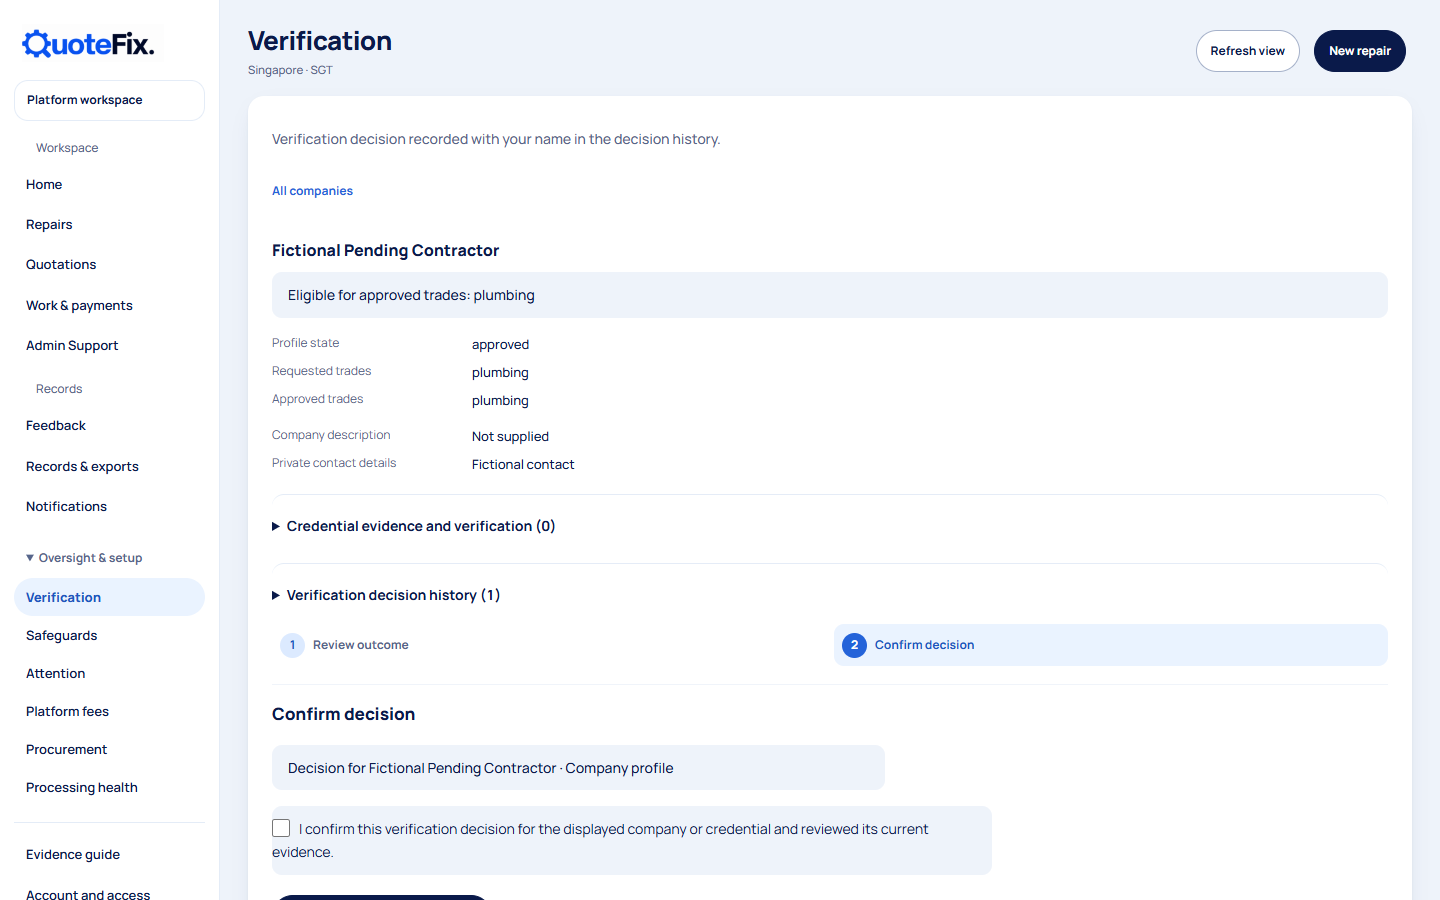 QuoteFix.
Platform workspace
Workspace
Home
Repairs
Quotations
Work & payments
Admin Support
Records
Feedback
Records & exports
Notifications
Oversight & setup
Verification
Safeguards
Attention
Platform fees
Procurement
Processing health
Evidence guide
Account and access
Verification
Singapore · SGT
Refresh view
New repair
Verification decision recorded with your name in the decision history.
All companies
Fictional Pending Contractor
Eligible for approved trades: plumbing
Profile state approved
Requested trades plumbing
Approved trades plumbing
Company description Not supplied
Private contact details Fictional contact
Credential evidence and verification (0)
Verification decision history (1)
1 Review outcome
2 Confirm decision
Confirm decision
Decision for Fictional Pending Contractor · Company profile
I confirm this verification decision for the displayed company or credential and reviewed its current
evidence.